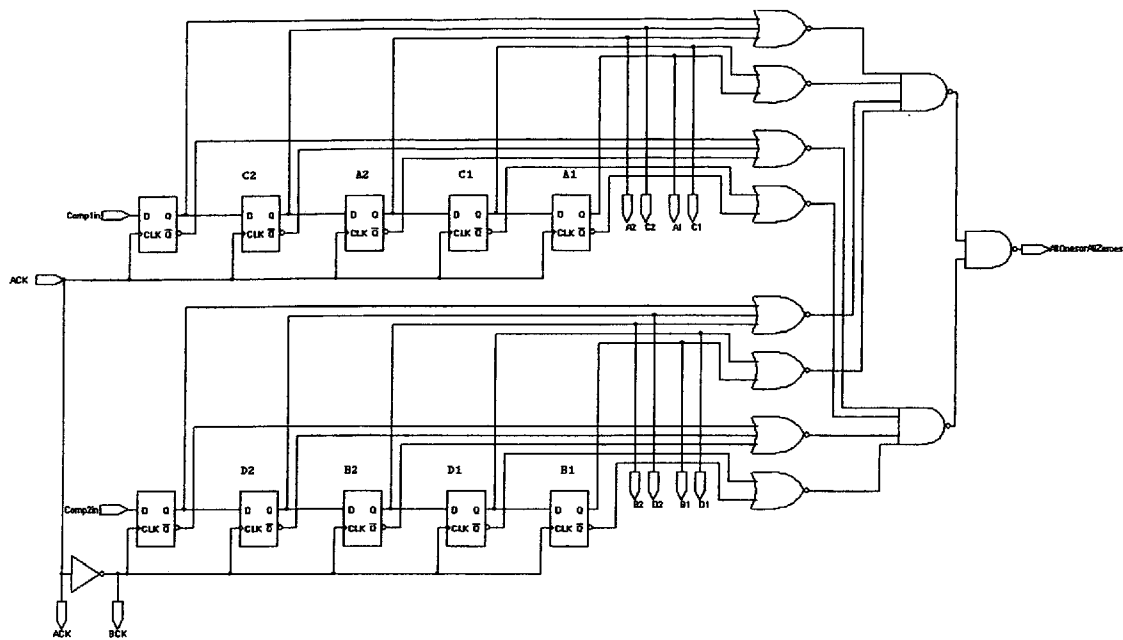 C2 A2 C1 A1
Comp1in D Q D Q D Q D Q D Q
CLK Q̅ CLK Q̅ CLK Q̅ CLK Q̅ CLK Q̅
A2 C2 A1 C1
AllOnesorAllZeroes
ACK
D2 B2 D1 B1
B2 D2 B1 D1
Comp2in D Q D Q D Q D Q D Q
CLK Q̅ CLK Q̅ CLK Q̅ CLK Q̅ CLK Q̅
ACK BCK